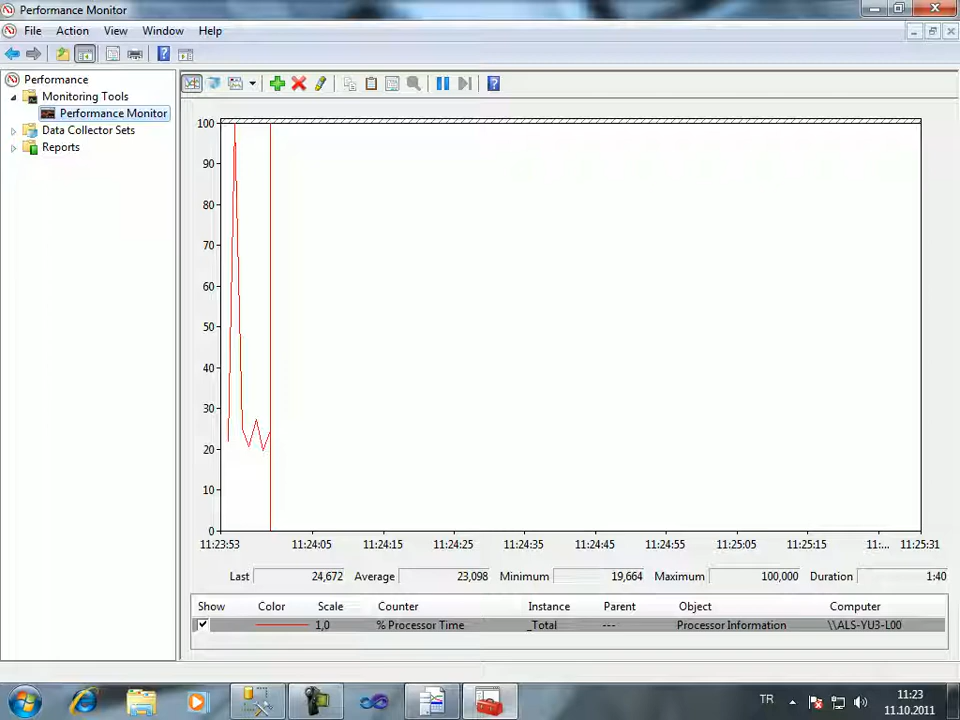 Performance Monitor
File Action View Window Help
Performance
Monitoring Tools
Performance Monitor
Data Collector Sets
Reports
100
90
80
70
60
50
40
30
20
10
0
11:23:53 11:24:05 11:24:15 11:24:25 11:24:35 11:24:45 11:24:55 11:25:05 11:25:15 11:... 11:25:31
Last 24,672 Average 23,098 Minimum 19,664 Maximum 100,000 Duration 1:40
Show Color Scale Counter Instance Parent Object Computer
1,0 % Processor Time _Total --- Processor Information \\ALS-YU3-L00
TR
11:23
11.10.2011